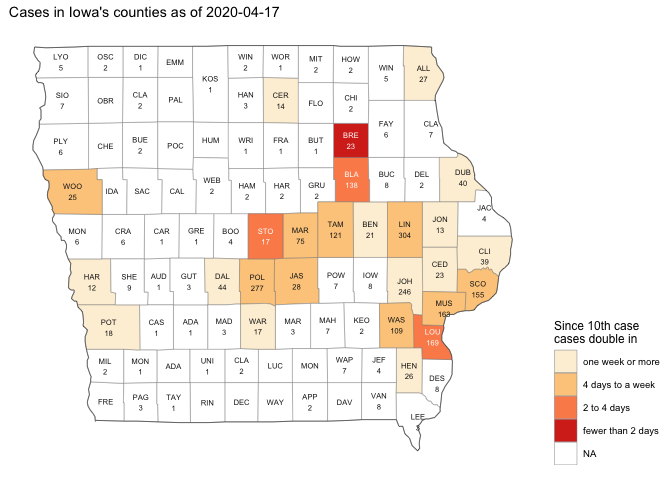 Cases in Iowa's counties as of 2020-04-17
LYO
5
OSC
2
DIC
1
EMM
KOS
1
WIN
2
WOR
1
MIT
2
HOW
2
WIN
5
ALL
27
SIO
7
OBR
CLA
2
PAL
HAN
3
CER
14
FLO
CHI
2
FAY
6
CLA
7
PLY
6
CHE
BUE
2
POC
HUM
WRI
1
FRA
1
BUT
1
BRE
23
WOO
25
IDA
SAC
CAL
WEB
2
HAM
2
HAR
2
GRU
2
BLA
138
BUC
8
DEL
2
DUB
40
JAC
4
MON
6
CRA
6
CAR
1
GRE
1
BOO
4
STO
17
MAR
75
TAM
121
BEN
21
LIN
304
JON
13
CLI
39
HAR
12
SHE
9
AUD
1
GUT
3
DAL
44
POL
277
JAS
28
POW
7
IOW
8
JOH
246
CED
23
SCO
155
MUS
163
POT
18
CAS
1
ADA
1
MAD
3
WAR
17
MAR
3
MAH
7
KEO
2
WAS
109
LOU
169
MIL
2
MON
1
ADA
UNI
1
CLA
2
LUC
MON
WAP
7
JEF
4
HEN
26
DES
8
FRE
PAG
3
TAY
1
RIN
DEC
WAY
APP
2
DAV
VAN
8
LEE
3
Since 10th case
cases double in
one week or more
4 days to a week
2 to 4 days
fewer than 2 days
NA